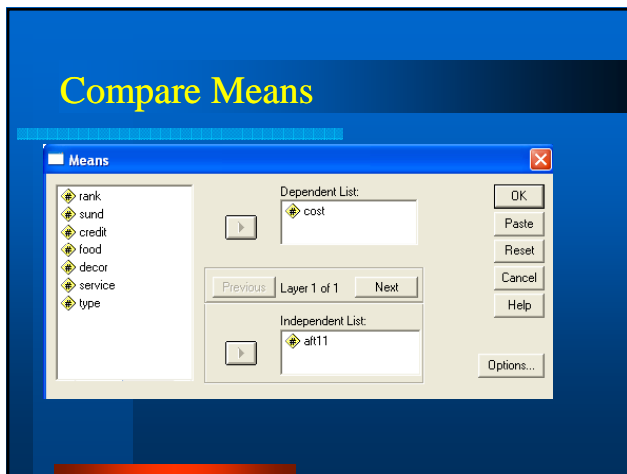 Compare Means
Means
rank
sund
credit
food
decor
service
type
Dependent List:
cost
Previous Layer 1 of 1 Next
Independent List:
aft11
OK
Paste
Reset
Cancel
Help
Options...